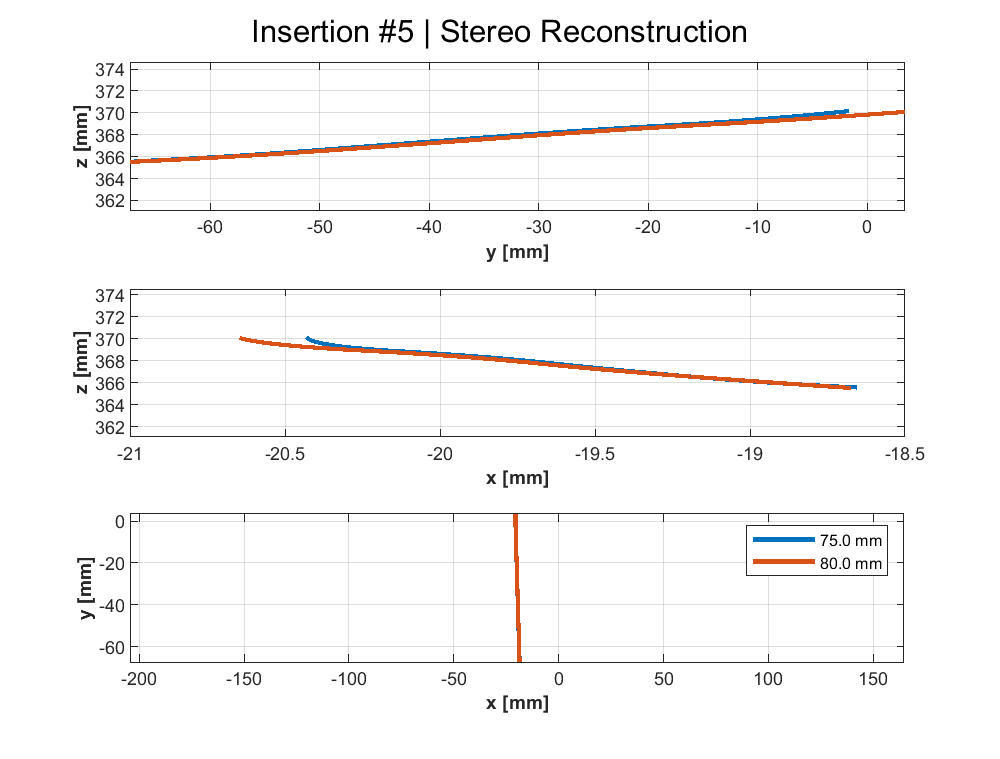 Insertion #5 | Stereo Reconstruction
374
372
370
368
366
364
362
z [mm]
-60 -50 -40 -30 -20 -10 0
y [mm]
374
372
370
368
366
364
362
z [mm]
-21 -20.5 -20 -19.5 -19 -18.5
x [mm]
0
-20
-40
-60
y [mm]
75.0 mm
80.0 mm
-200 -150 -100 -50 0 50 100 150
x [mm]